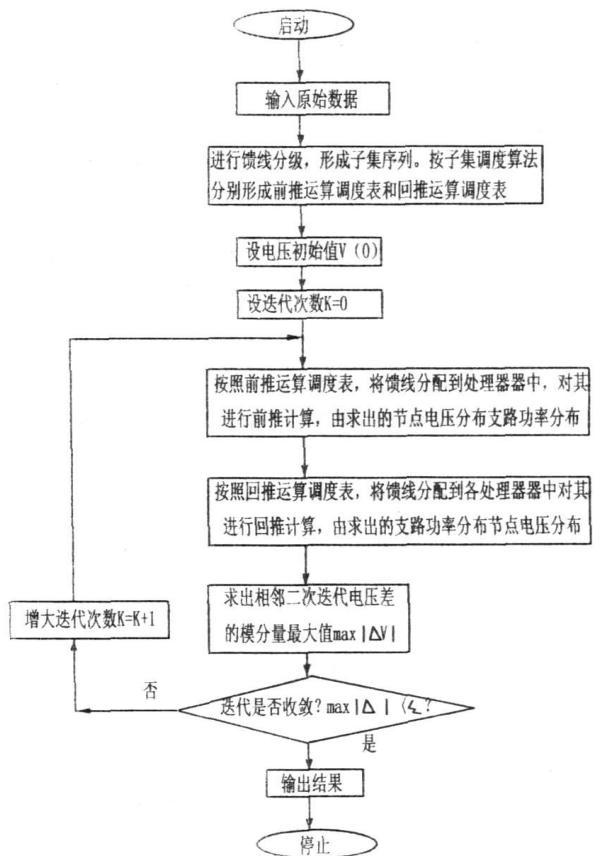 启动
输入原始数据
进行馈线分级，形成子集序列。按子集调度算法
分别形成前推运算调度表和回推运算调度表
设电压初始值V (0)
设迭代次数K=0
按照前推运算调度表，将馈线分配到处理器器中，对其
进行前推计算，由求出的节点电压分布支路功率分布
按照回推运算调度表，将馈线分配到各处理器器中对其
进行回推计算，由求出的支路功率分布节点电压分布
求出相邻二次迭代电压差
的模分量最大值max|ΔV|
增大迭代次数K=K+1
否
迭代是否收敛？max|Δ |〈 ？
是
输出结果
停止